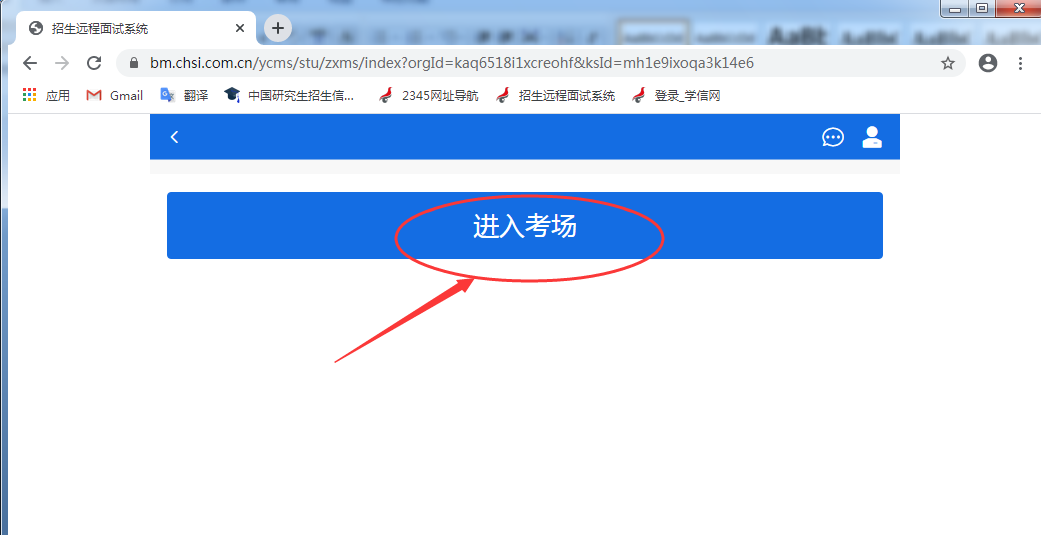 招生远程面试系统
bm.chsi.com.cn/ycms/stu/zxms/index?orgId=kaq6518i1xcreohf&ksId=mh1e9ixoqa3k14e6
应用 Gmail 翻译 中国研究生招生信... 2345网址导航 招生远程面试系统 登录_学信网
进入考场